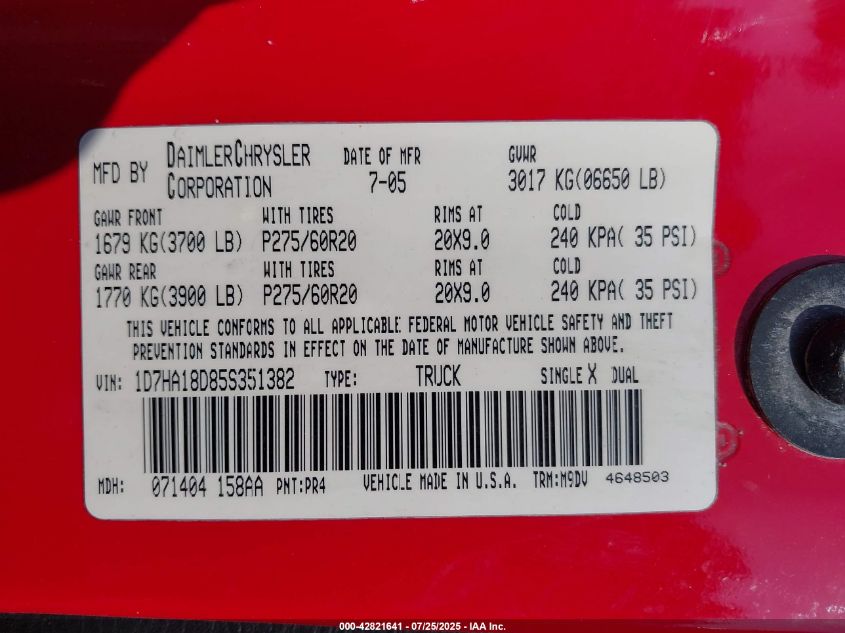 MFD BY DAIMLERCHRYSLER CORPORATION DATE OF MFR 7-05 GVWR 3017 KG(06650 LB)
GAWR FRONT WITH TIRES RIMS AT COLD
1679 KG(3700 LB) P275/60R20 20X9.0 240 KPA( 35 PSI)
GAWR REAR WITH TIRES RIMS AT COLD
1770 KG(3900 LB) P275/60R20 20X9.0 240 KPA( 35 PSI)
THIS VEHICLE CONFORMS TO ALL APPLICABLE FEDERAL MOTOR VEHICLE SAFETY AND THEFT
PREVENTION STANDARDS IN EFFECT ON THE DATE OF MANUFACTURE SHOWN ABOVE.
VIN: 1D7HA18D85S351382 TYPE: TRUCK SINGLE X DUAL
MDH: 071404 158AA PNT:PR4 VEHICLE MADE IN U.S.A. TRM:M9DV 4648503
000-42821641 - 07/25/2025 - IAA Inc.